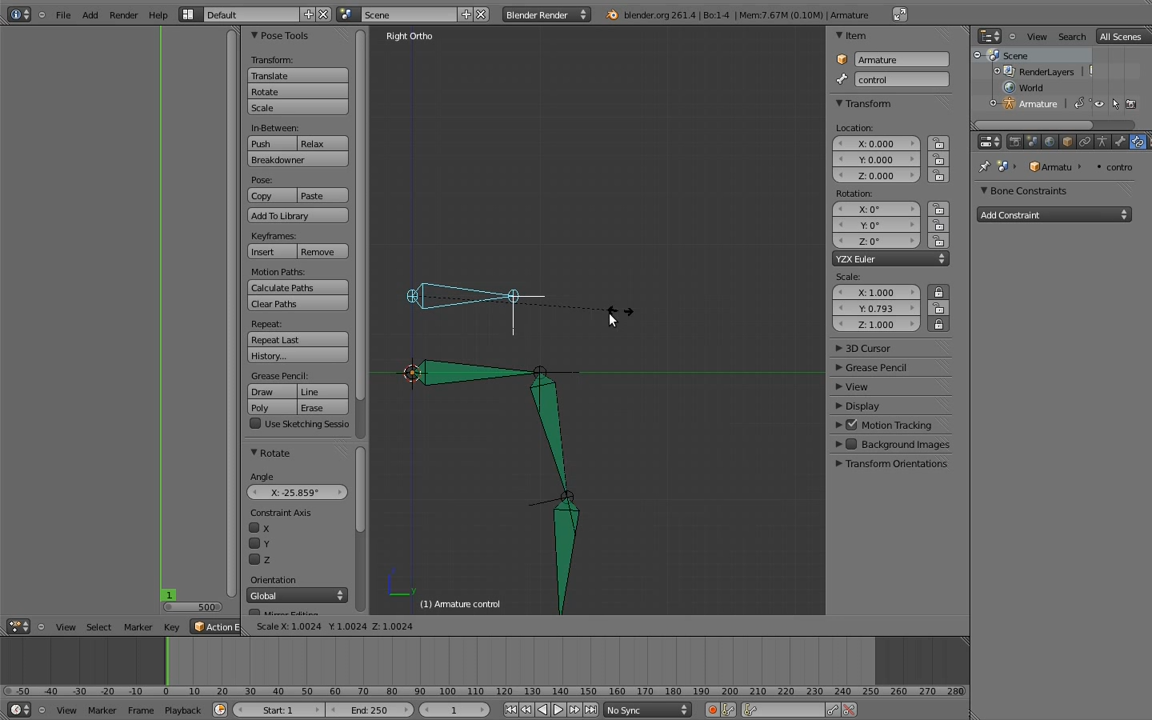 File Add Render Help Default Scene Blender Render blender.org 261.4 | Bo:1-4 | Mem:7.67M (0.10M) | Armature
Pose Tools
Transform:
Translate
Rotate
Scale
In-Between:
Push Relax
Breakdowner
Pose:
Copy Paste
Add To Library
Keyframes:
Insert Remove
Motion Paths:
Calculate Paths
Clear Paths
Repeat:
Repeat Last
History...
Grease Pencil:
Draw Line
Poly Erase
Use Sketching Sessio
Rotate
Angle
X: -25.859°
Constraint Axis
X
Y
Z
Orientation
Global
Right Ortho
y
(1) Armature control
Item
Armature
control
Transform
Location:
X: 0.000
Y: 0.000
Z: 0.000
Rotation:
X: 0°
Y: 0°
Z: 0°
YZX Euler
Scale:
X: 1.000
Y: 0.793
Z: 1.000
3D Cursor
Grease Pencil
View
Display
Motion Tracking
Background Images
Transform Orientations
View Search All Scenes
Scene
RenderLayers |
World
Armature
Armatu contro
Bone Constraints
Add Constraint
1
500
View Select Marker Key Action E
Scale X: 1.0024 Y: 1.0024 Z: 1.0024
-50 -40 -30 -20 -10 0 10 20 30 40 50 60 70 80 90 100 110 120 130 140 150 160 170 180 190 200 210 220 230 240 250 260 270 280
View Marker Frame Playback Start: 1 End: 250 1 No Sync